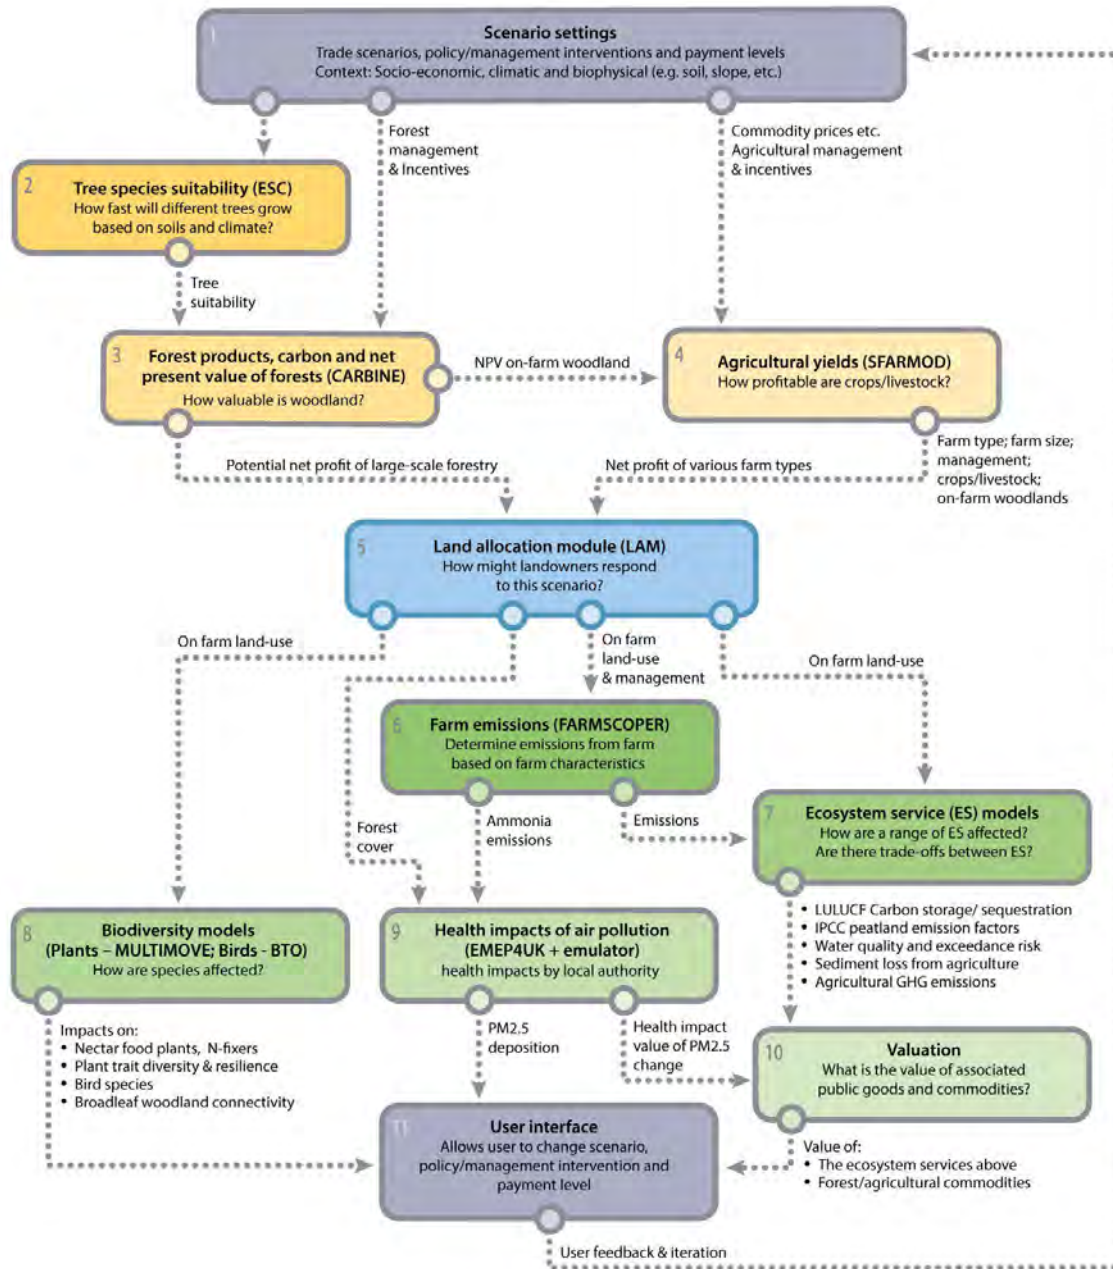 1
Scenario settings
Trade scenarios, policy/management interventions and payment levels
Context: Socio-economic, climatic and biophysical (e.g. soil, slope, etc.)
Forest
management
& Incentives
Commodity prices etc.
Agricultural management
& incentives
2
Tree species suitability (ESC)
How fast will different trees grow
based on soils and climate?
Tree
suitability
3
Forest products, carbon and net
present value of forests (CARBINE)
How valuable is woodland?
NPV on-farm woodland
4
Agricultural yields (SFARMOD)
How profitable are crops/livestock?
Potential net profit of large-scale forestry
Net profit of various farm types
Farm type; farm size;
management;
crops/livestock;
on-farm woodlands
5
Land allocation module (LAM)
How might landowners respond
to this scenario?
On farm land-use
On farm
land-use
& management
On farm land-use
6
Farm emissions (FARMSCOPER)
Determine emissions from farm
based on farm characteristics
Forest
cover
Ammonia
emissions
Emissions
7
Ecosystem service (ES) models
How are a range of ES affected?
Are there trade-offs between ES?
• LULUCF Carbon storage/ sequestration
• IPCC peatland emission factors
• Water quality and exceedance risk
• Sediment loss from agriculture
• Agricultural GHG emissions
8
Biodiversity models
(Plants – MULTIMOVE; Birds - BTO)
How are species affected?
Impacts on:
• Nectar food plants, N-fixers
• Plant trait diversity & resilience
• Bird species
• Broadleaf woodland connectivity
9
Health impacts of air pollution
(EMEP4UK + emulator)
health impacts by local authority
PM2.5
deposition
Health impact
value of PM2.5
change
10
Valuation
What is the value of associated
public goods and commodities?
Value of:
• The ecosystem services above
• Forest/agricultural commodities
11
User interface
Allows user to change scenario,
policy/management intervention and
payment level
User feedback & iteration